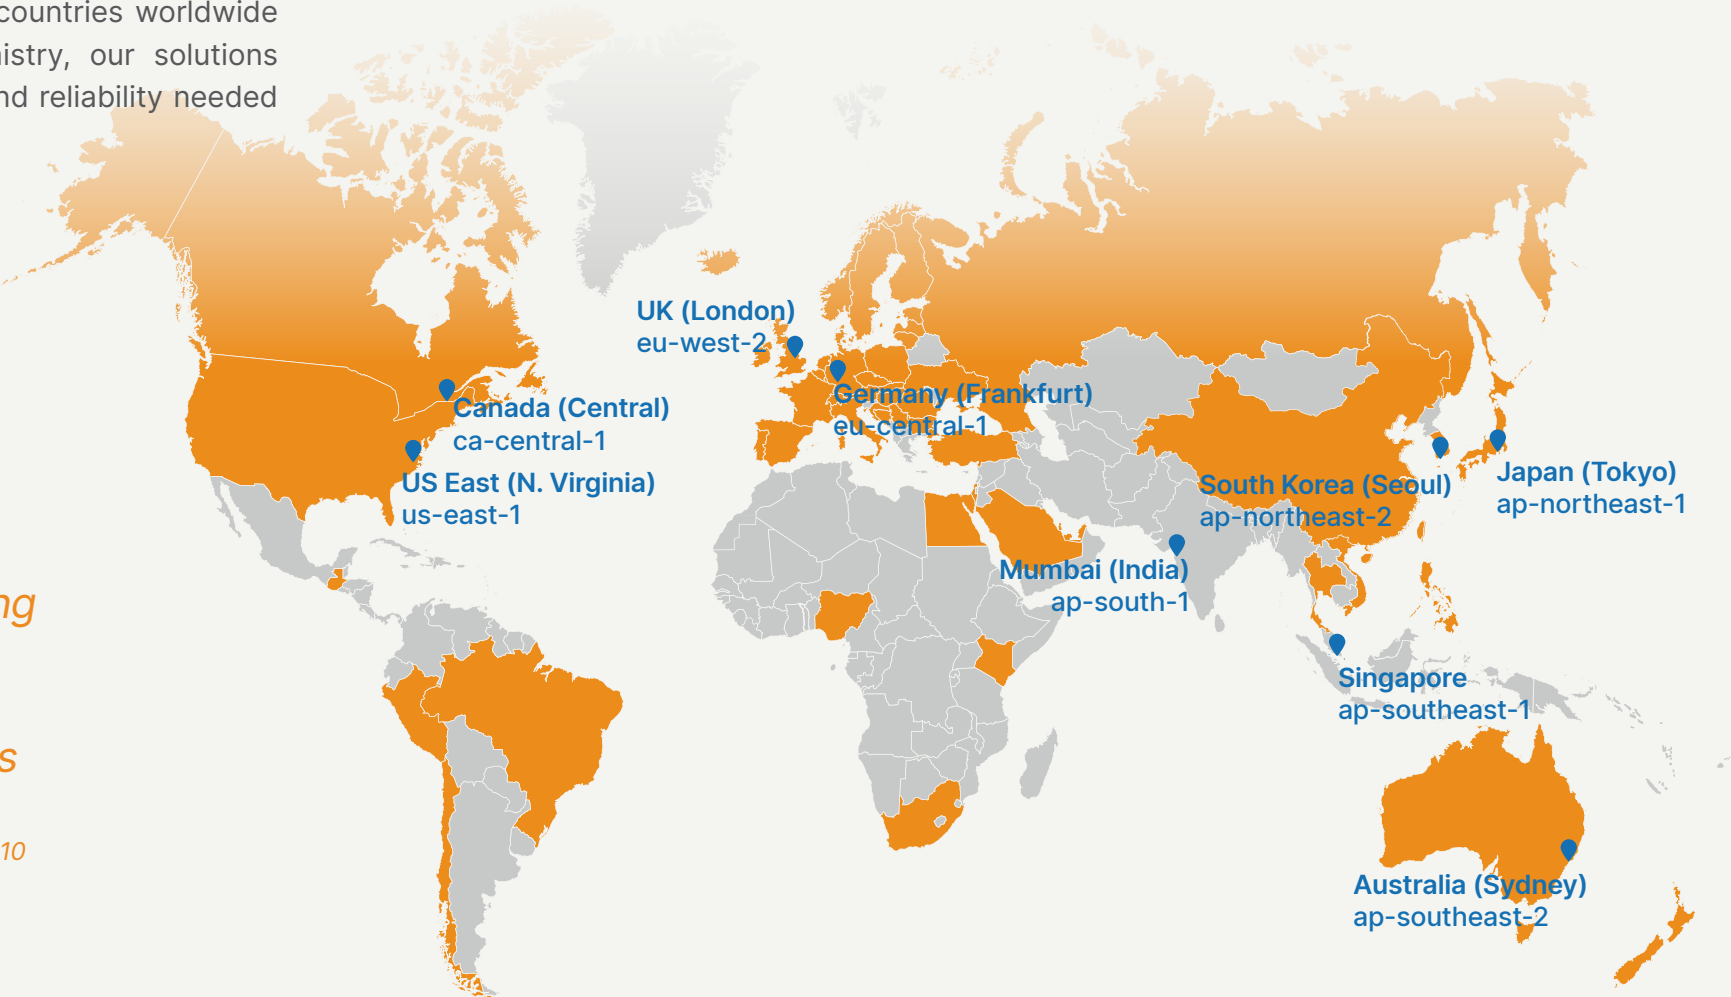 countries worldwide
istry, our solutions
nd reliability needed
UK (London)
eu-west-2
Germany (Frankfurt)
eu-central-1
Canada (Central)
ca-central-1
US East (N. Virginia)
us-east-1
South Korea (Seoul)
ap-northeast-2
Japan (Tokyo)
ap-northeast-1
Mumbai (India)
ap-south-1
ng
Singapore
ap-southeast-1
s
10
Australia (Sydney)
ap-southeast-2